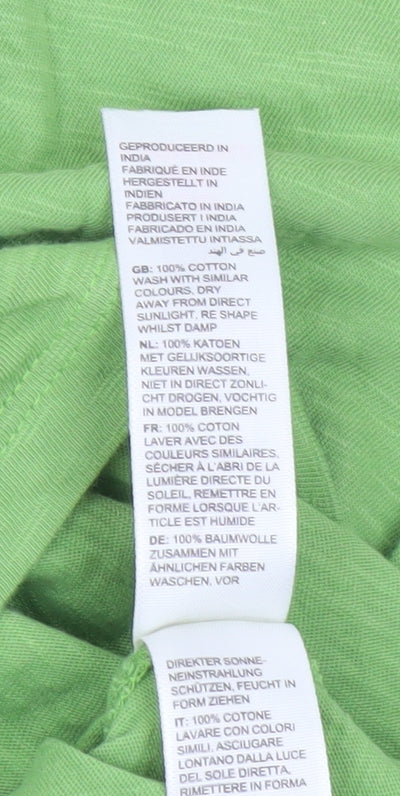 GEPRODUCEERD IN
INDIA
FABRIQUÉ EN INDE
HERGESTELLT IN
INDIEN
FABBRICATO IN INDIA
PRODUSERT I INDIA
FABRICADO EN INDIA
VALMISTETTU INTIASSA
صنع في الهند
GB: 100% COTTON
WASH WITH SIMILAR
COLOURS, DRY
AWAY FROM DIRECT
SUNLIGHT, RE SHAPE
WHILST DAMP
NL: 100% KATOEN
MET GELIJKSOORTIGE
KLEUREN WASSEN,
NIET IN DIRECT ZONLI-
CHT DROGEN, VOCHTIG
IN MODEL BRENGEN
FR: 100% COTON
LAVER AVEC DES
COULEURS SIMILAIRES,
SÉCHER À L'ABRI DE LA
LUMIÈRE DIRECTE DU
SOLEIL, REMETTRE EN
FORME LORSQUE L'AR-
TICLE EST HUMIDE
DE: 100% BAUMWOLLE
ZUSAMMEN MIT
ÄHNLICHEN FARBEN
WASCHEN, VOR
DIREKTER SONNE-
NEINSTRAHLUNG
SCHÜTZEN, FEUCHT IN
FORM ZIEHEN
IT: 100% COTONE
LAVARE CON COLORI
SIMILI, ASCIUGARE
LONTANO DALLA LUCE
DEL SOLE DIRETTA,
RIMETTERE IN FORMA